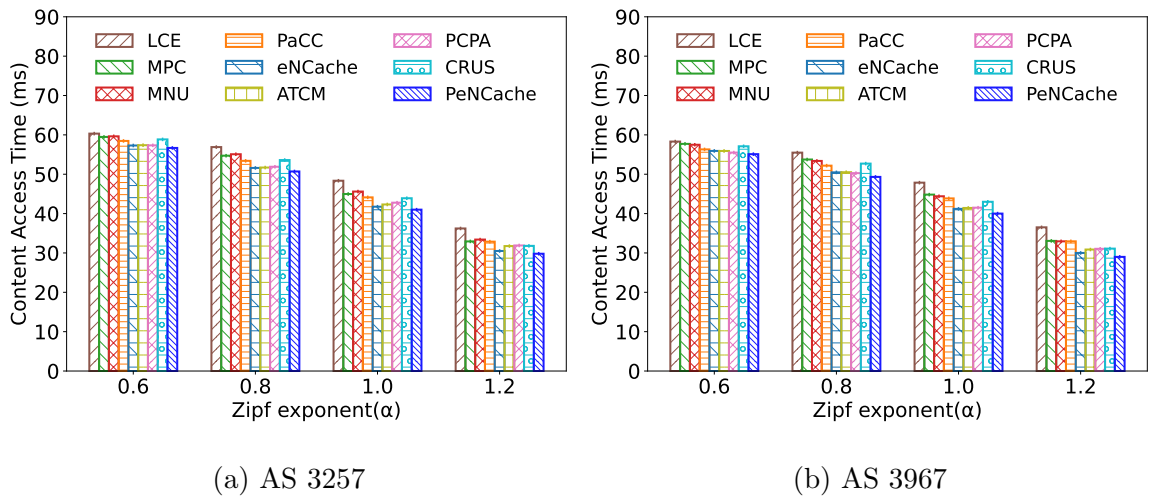 90
80
70
60
50
40
30
20
10
0
Content Access Time (ms)
LCE PaCC PCPA
MPC eNCache CRUS
MNU ATCM PeNCache
0.6 0.8 1.0 1.2
Zipf exponent(α)
(a) AS 3257
90
80
70
60
50
40
30
20
10
0
Content Access Time (ms)
LCE PaCC PCPA
MPC eNCache CRUS
MNU ATCM PeNCache
0.6 0.8 1.0 1.2
Zipf exponent(α)
(b) AS 3967